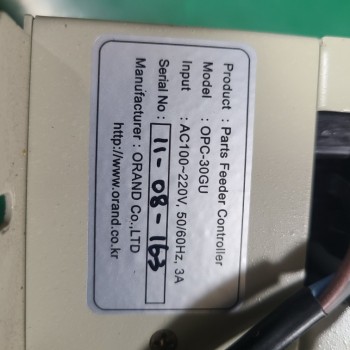 Product : Parts Feeder Controller
Model : OPC-30GU
Input : AC100~220V, 50/60Hz, 3A
Serial No : 11-08-163
Manufacturer : ORAND Co.,LTD
http://www.orand.co.kr